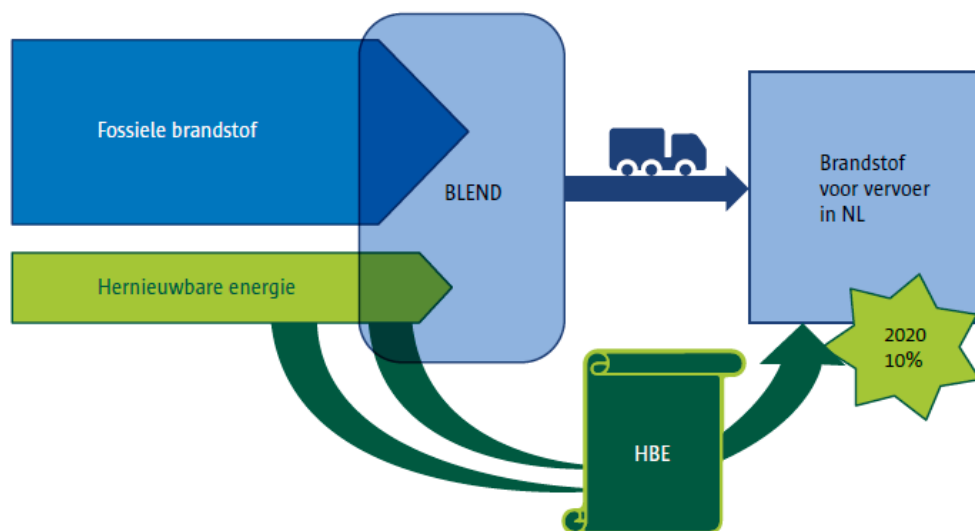 Fossiele brandstof
BLEND
Brandstof
voor vervoer
in NL
Hernieuwbare energie
2020
10%
HBE